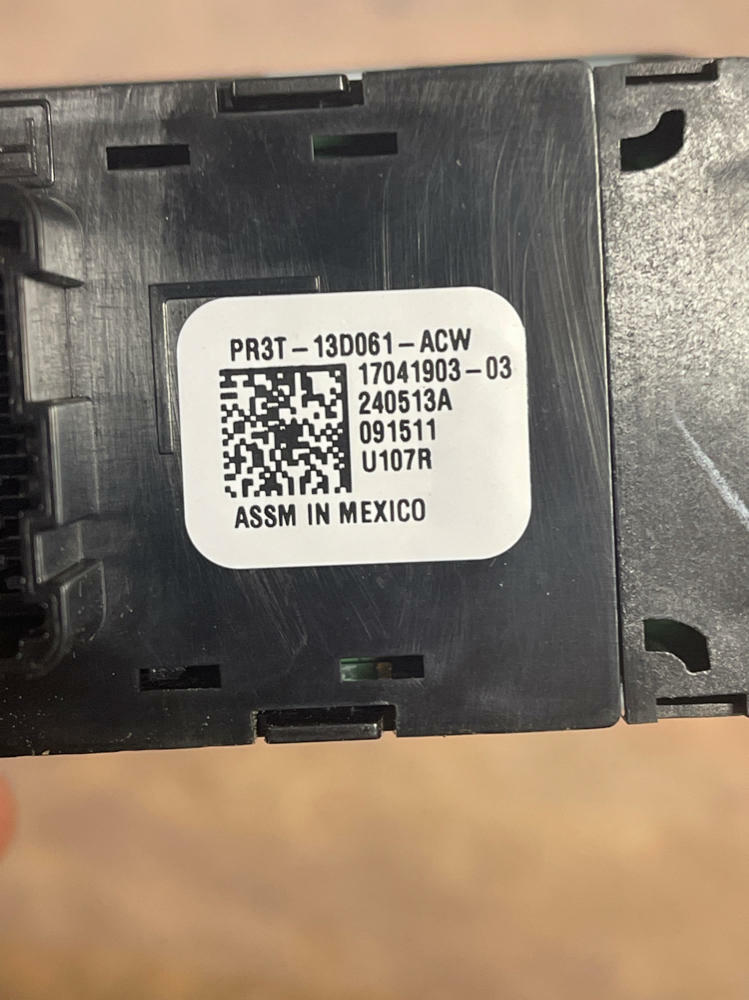 PR3T-13D061-ACW
17041903-03
240513A
091511
U107R
ASSM IN MEXICO